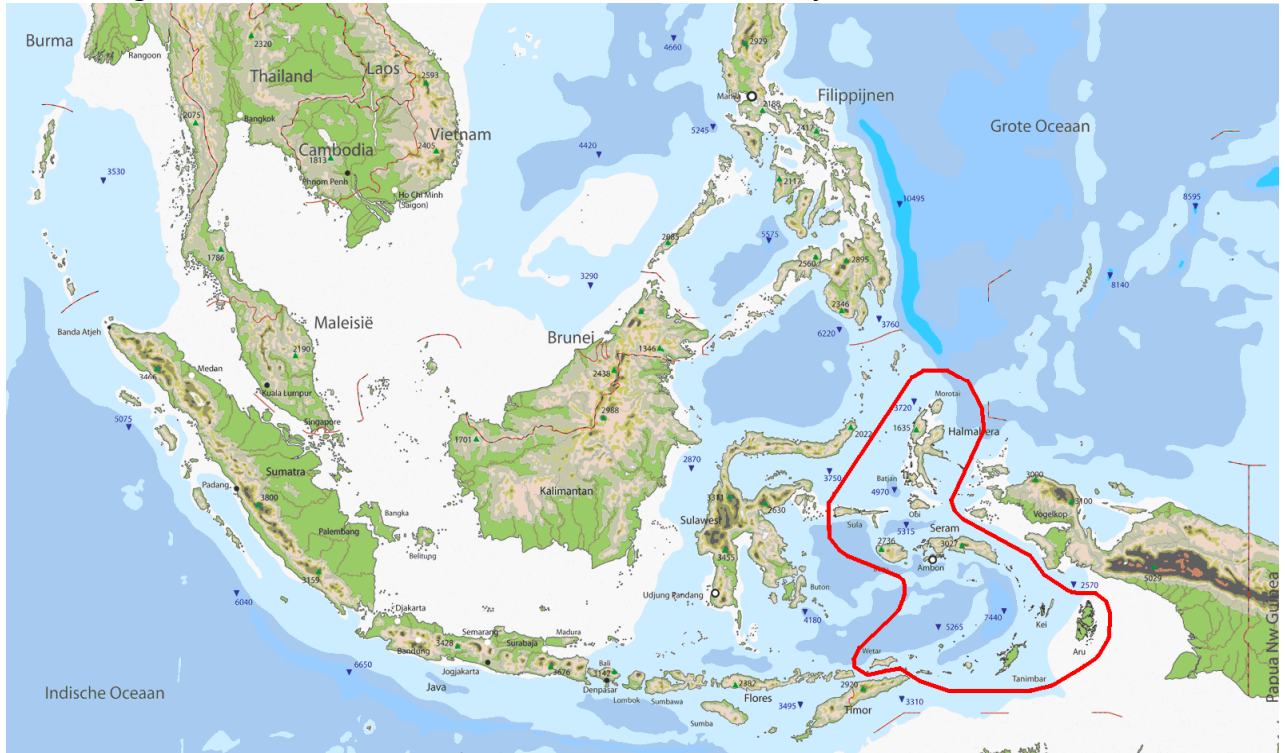 Burma
Rangoon
2320
Thailand
Laos
2593
4660
2929
Manila
2188
Filippijnen
Grote Oceaan
2075
Bangkok
Cambodia
1813
Phnom Penh
Vietnam
2405
Ho Chi Minh
(Saigon)
5245
4420
2417
3530
10495
8595
5575
2085
1786
2560
2895
3290
8140
2346
3760
6220
Banda Atjeh
Maleisië
2190
Brunei
1346
3466
Medan
Kuala Lumpur
2438
5075
Singapore
2988
1701
2022
3720
Morotai
1635
Halmahera
Sumatra
Padang
3800
Palembang
Bangka
Belitung
Kalimantan
2870
3311
Sulawesi
2630
3750
Batjan
4970
Obi
Sula
5315
Seram
3000
3100
Vogelkop
3455
2736
3027
Ambon
5029
3159
6040
Udjung Pandang
Buton
4180
2570
7440
5265
Kei
Aru
Djakarta
Semarang
Madura
Bandung
3428
Surabaja
Jogjakarta
3676
Java
6650
Bali
3142
Denpasar
Lombok
Sumbawa
2382
Flores
Sumba
3495
Wetar
2920
Timor
3310
Tanimbar
Indische Oceaan
Papua Nw. Guinea